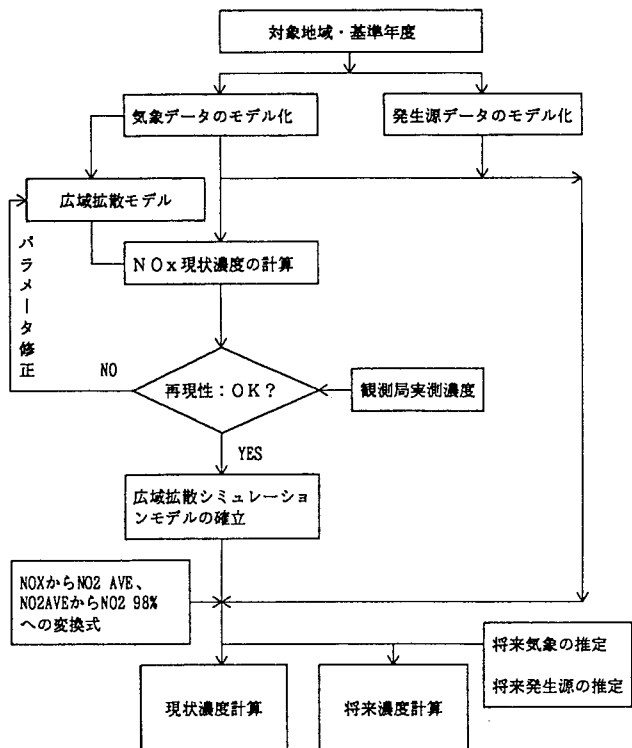 対象地域・基準年度
気象データのモデル化
発生源データのモデル化
広域拡散モデル
パラメータ修正
NOx現状濃度の計算
NO
再現性：OK？
観測局実測濃度
YES
広域拡散シミュレーショ
ンモデルの確立
NOXからNO2 AVE、
NO2AVEからNO2 98%
への変換式
将来気象の推定
将来発生源の推定
現状濃度計算
将来濃度計算